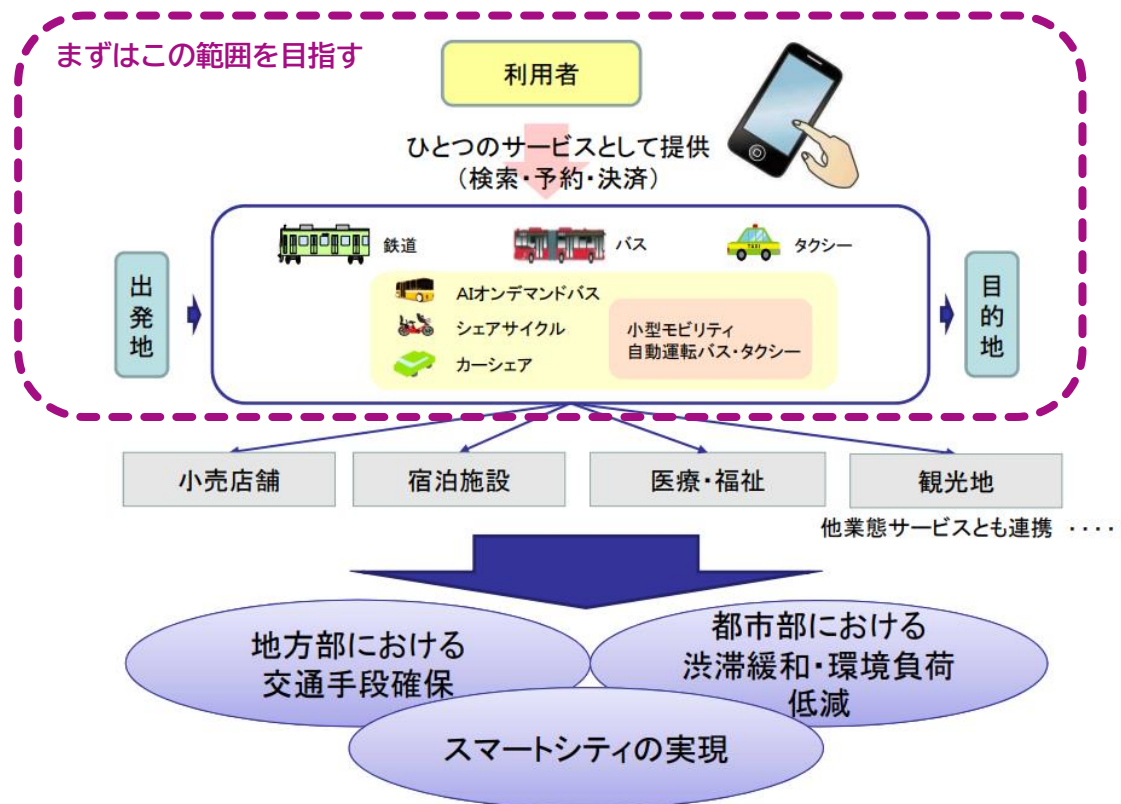 まずはこの範囲を目指す
利用者
ひとつのサービスとして提供
（検索・予約・決済）
鉄道
バス
TAXI
タクシー
出発地
AIオンデマンドバス
シェアサイクル
カーシェア
小型モビリティ
自動運転バス・タクシー
目的地
小売店舗
宿泊施設
医療・福祉
観光地
他業態サービスとも連携 ････
地方部における
交通手段確保
都市部における
渋滞緩和・環境負荷
低減
スマートシティの実現